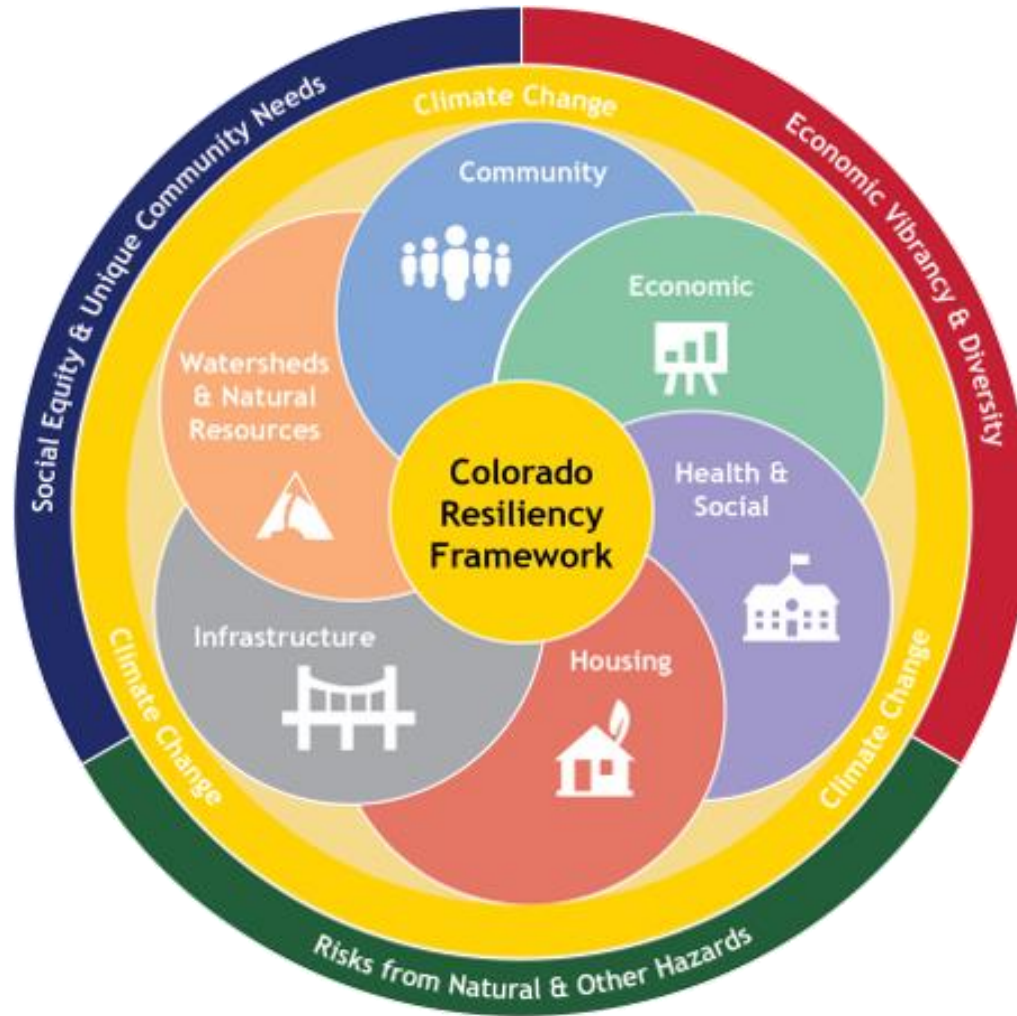 Social Equity & Unique Community Needs
Economic Vibrancy & Diversity
Risks from Natural & Other Hazards
Climate Change
Climate Change
Climate Change
Community
Economic
Health &
Social
Housing
Infrastructure
Watersheds
& Natural
Resources
Colorado
Resiliency
Framework